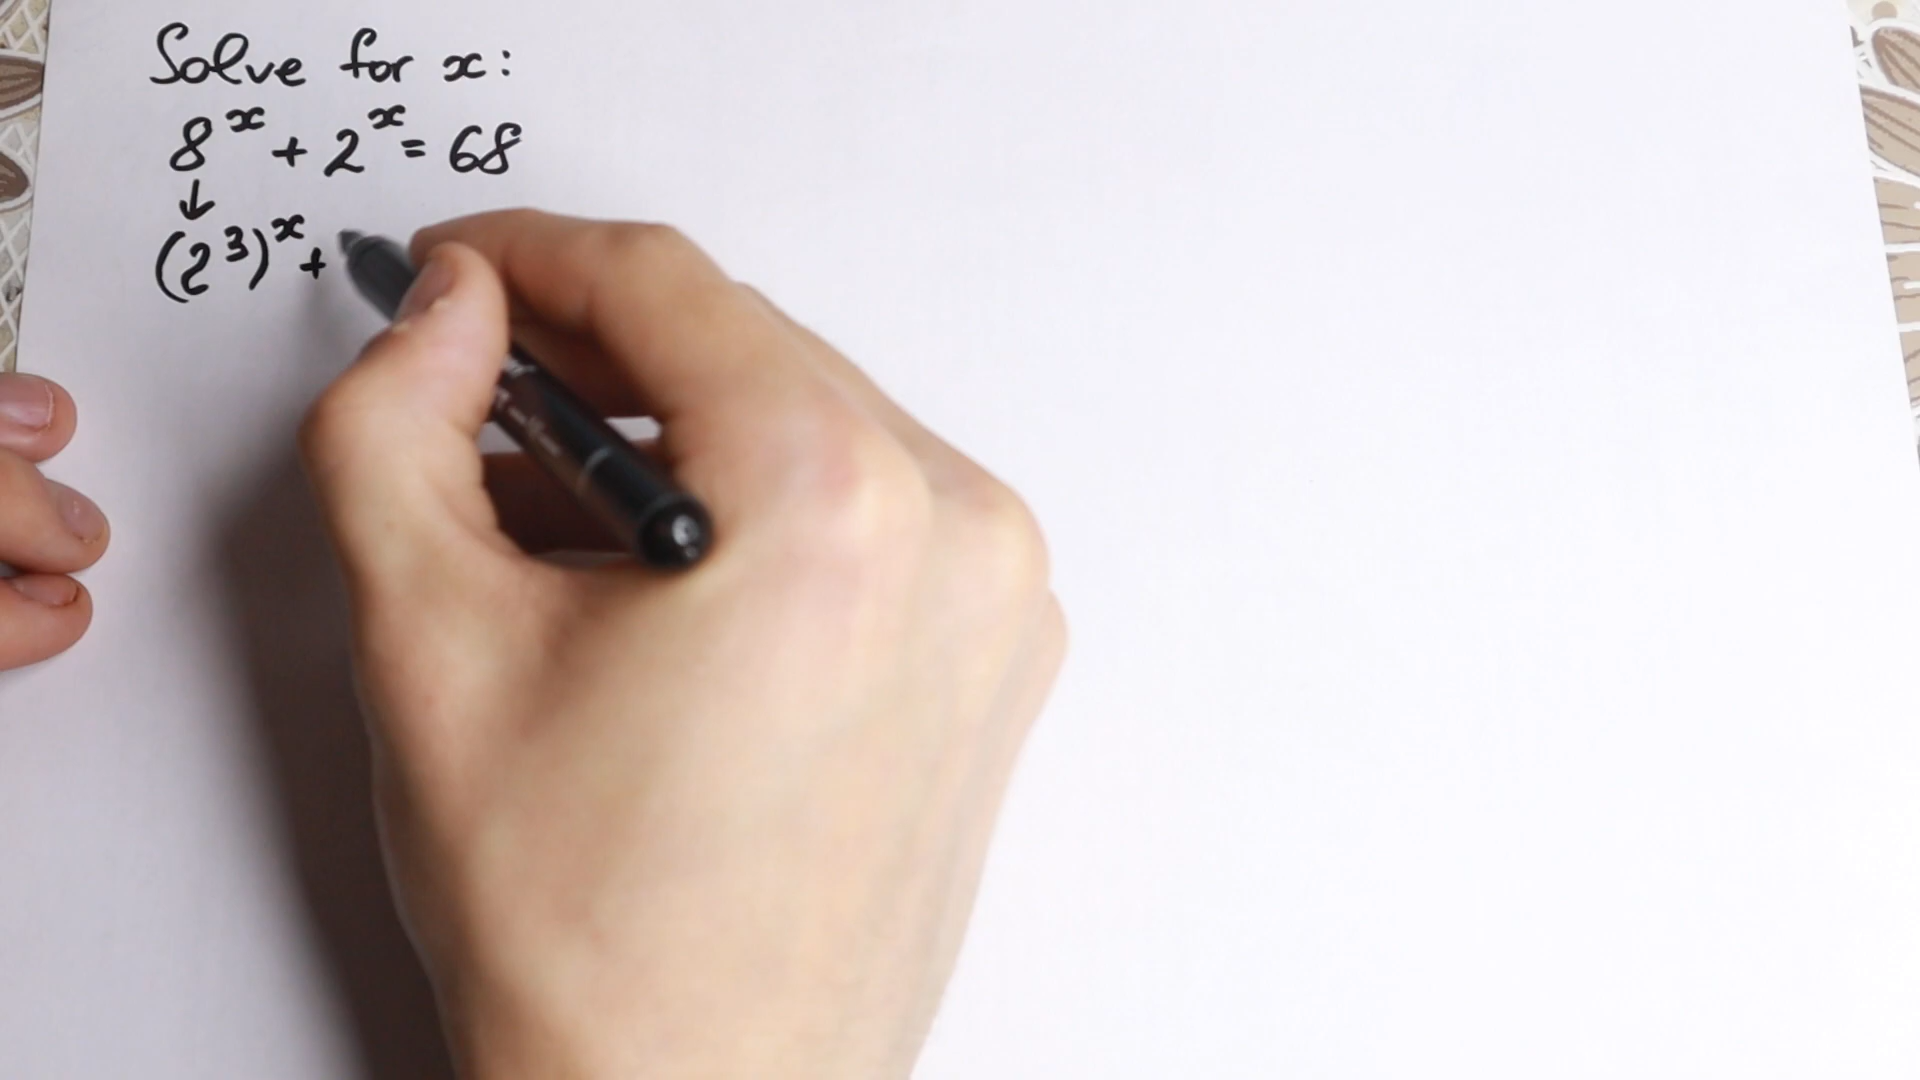 Solve for x:
8^x + 2^x = 68
↓
(2^3)^x +